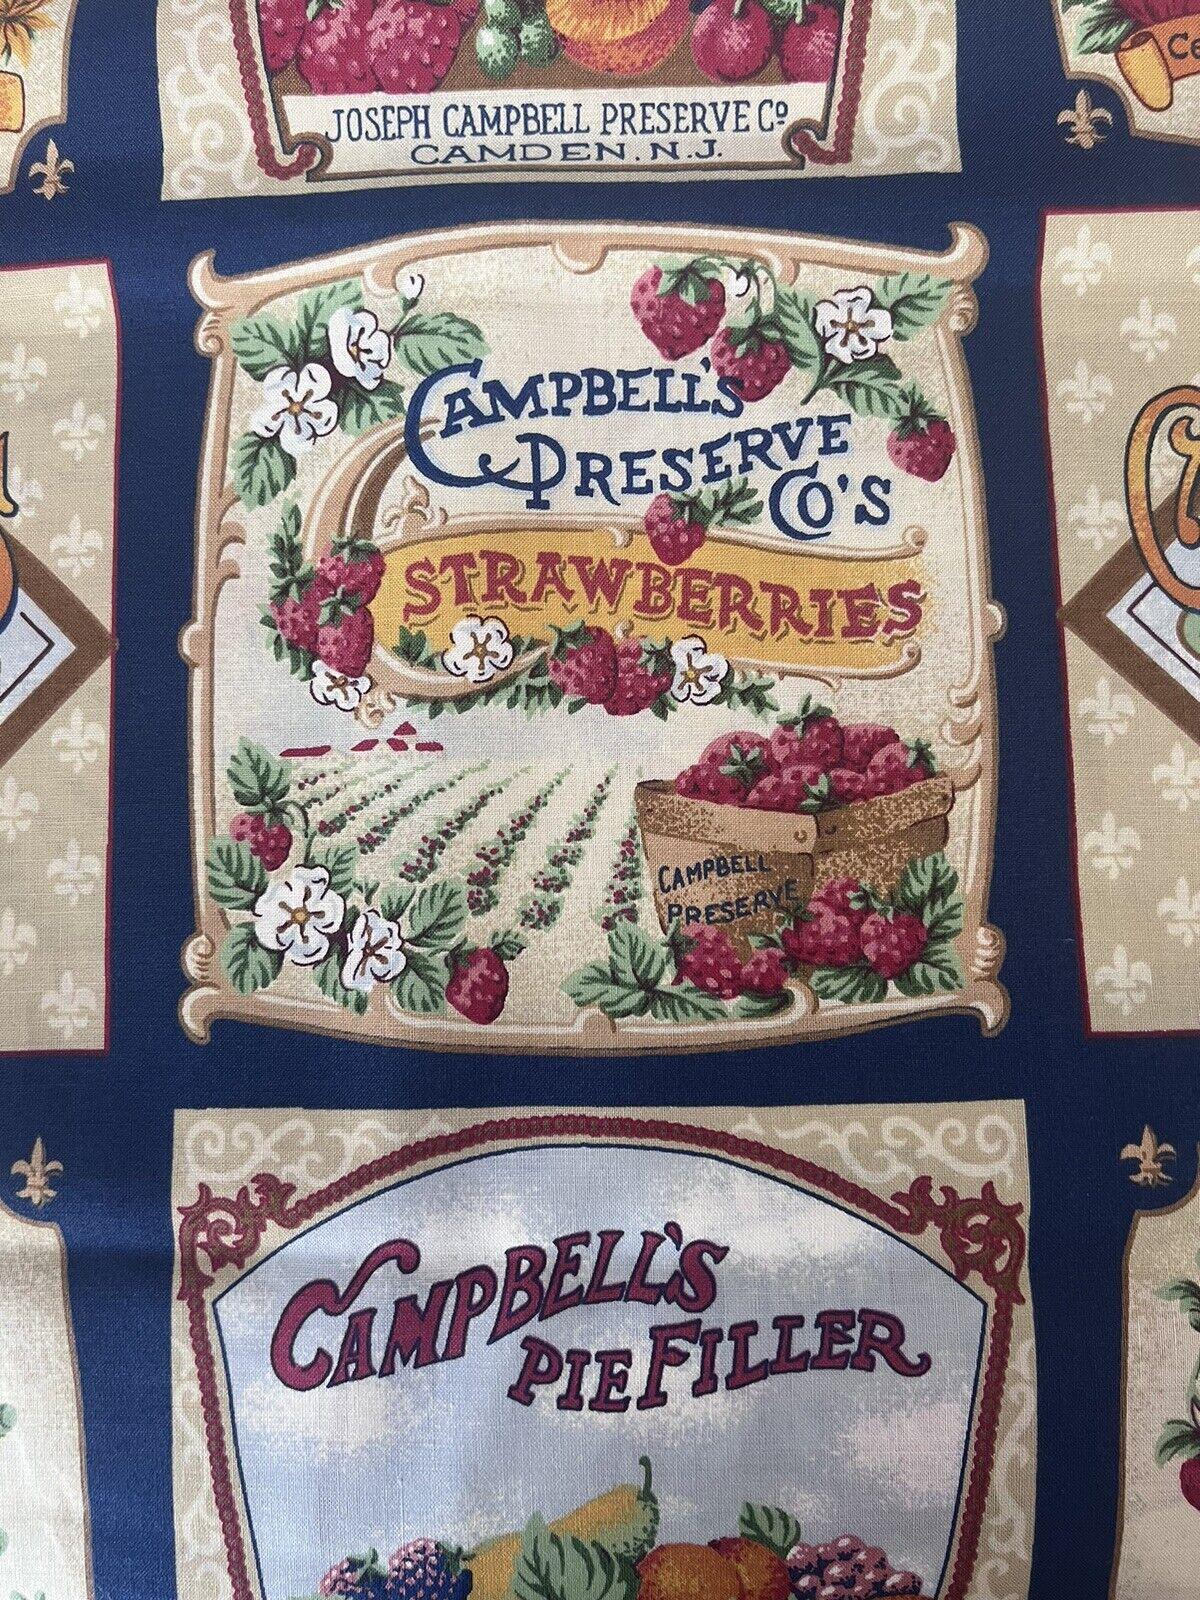 JOSEPH CAMPBELL PRESERVE Cº
CAMDEN. N.J.
CAMPBELL'S
PRESERVE
CO'S
STRAWBERRIES
CAMPBELL
PRESERVE
CAMPBELL'S
PIE FILLER